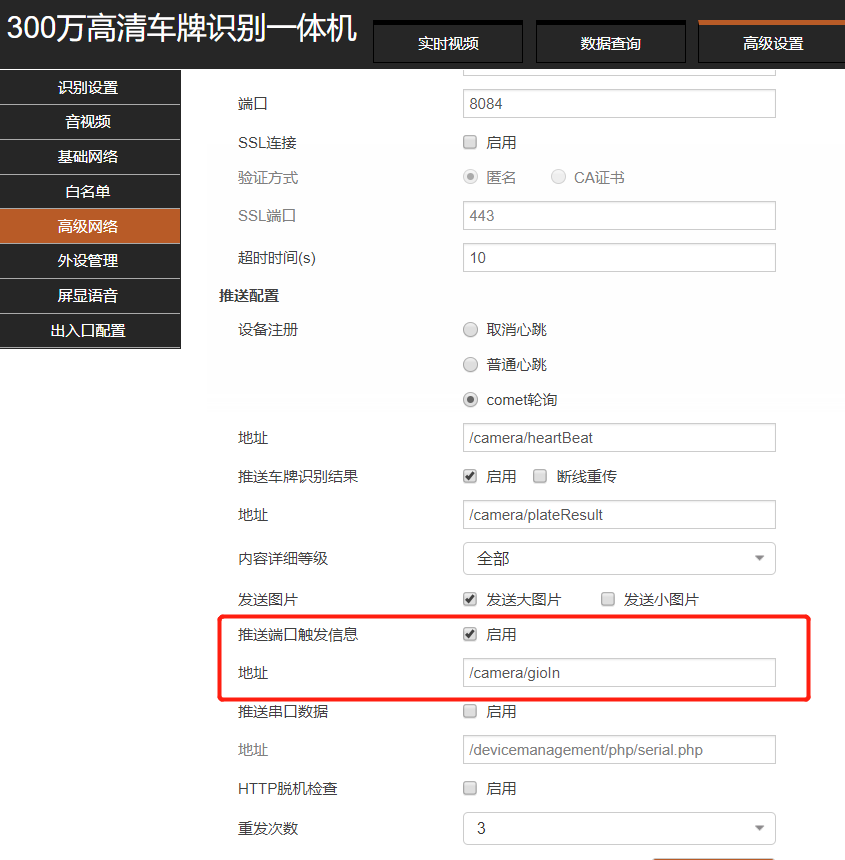 300万高清车牌识别一体机
实时视频 数据查询 高级设置
识别设置
音视频
基础网络
白名单
高级网络
外设管理
屏显语音
出入口配置
端口 8084
SSL连接 启用
验证方式 匿名 CA证书
SSL端口 443
超时时间(s) 10
推送配置
设备注册 取消心跳
普通心跳
comet轮询
地址 /camera/heartBeat
推送车牌识别结果 启用 断线重传
地址 /camera/plateResult
内容详细等级 全部
发送图片 发送大图片 发送小图片
推送端口触发信息 启用
地址 /camera/gioIn
推送串口数据 启用
地址 /devicemanagement/php/serial.php
HTTP脱机检查 启用
重发次数 3